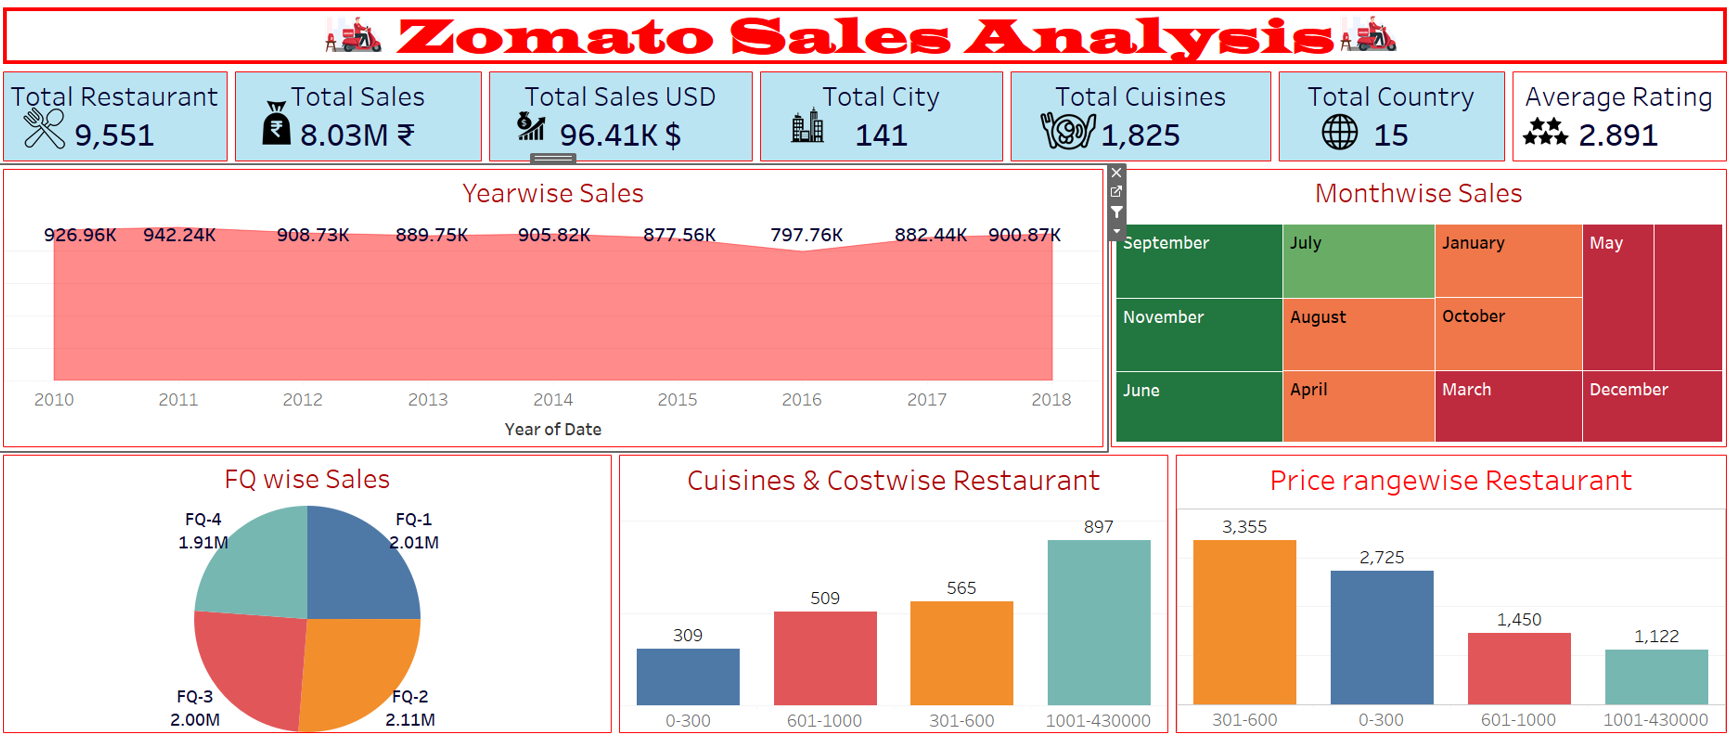 Zomato Sales Analysis
Total Restaurant
9,551
Total Sales
₹
8.03M ₹
Total Sales USD
$
96.41K $
Total City
141
Total Cuisines
1,825
Total Country
15
Average Rating
2.891
Yearwise Sales
926.96K 942.24K 908.73K 889.75K 905.82K 877.56K 797.76K 882.44K 900.87K
2010 2011 2012 2013 2014 2015 2016 2017 2018
Year of Date
Monthwise Sales
September July January May
November August October
June April March December
FQ wise Sales
FQ-4
1.91M
FQ-1
2.01M
FQ-3
2.00M
FQ-2
2.11M
Cuisines & Costwise Restaurant
309 509 565 897
0-300 601-1000 301-600 1001-430000
Price rangewise Restaurant
3,355 2,725 1,450 1,122
301-600 0-300 601-1000 1001-430000